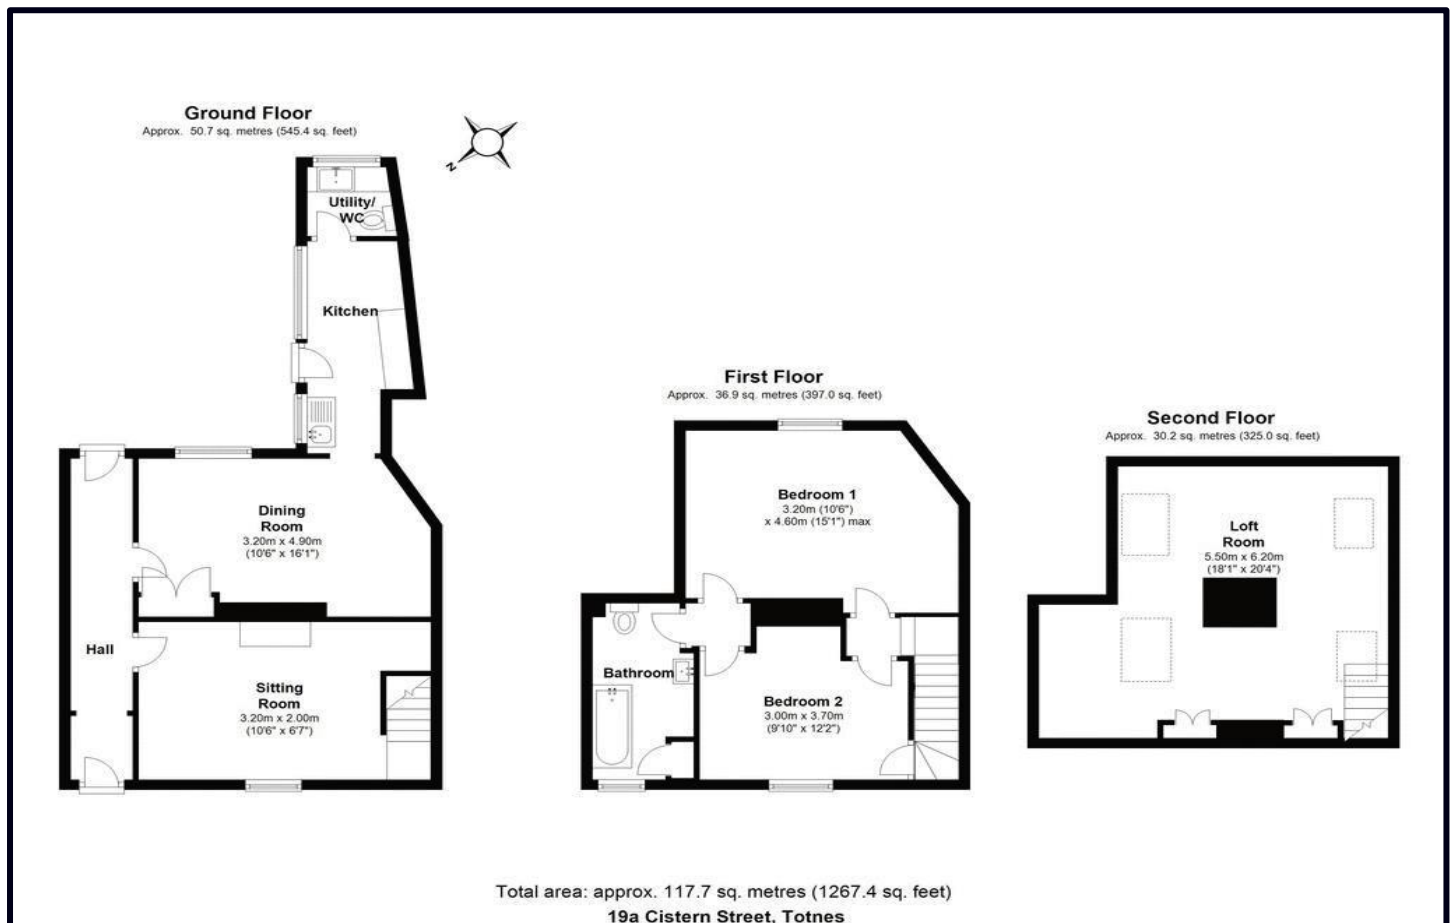 Ground Floor
Approx. 50.7 sq. metres (545.4 sq. feet)
N
Utility/
WC
Kitchen
Dining
Room
3.20m x 4.90m
(10'6" x 16'1")
Hall
Sitting
Room
3.20m x 2.00m
(10'6" x 6'7")
First Floor
Approx. 36.9 sq. metres (397.0 sq. feet)
Bedroom 1
3.20m (10'6")
x 4.60m (15'1") max
Bathroom
Bedroom 2
3.00m x 3.70m
(9'10" x 12'2")
Second Floor
Approx. 30.2 sq. metres (325.0 sq. feet)
Loft
Room
5.50m x 6.20m
(18'1" x 20'4")
Total area: approx. 117.7 sq. metres (1267.4 sq. feet)
19a Cistern Street, Totnes